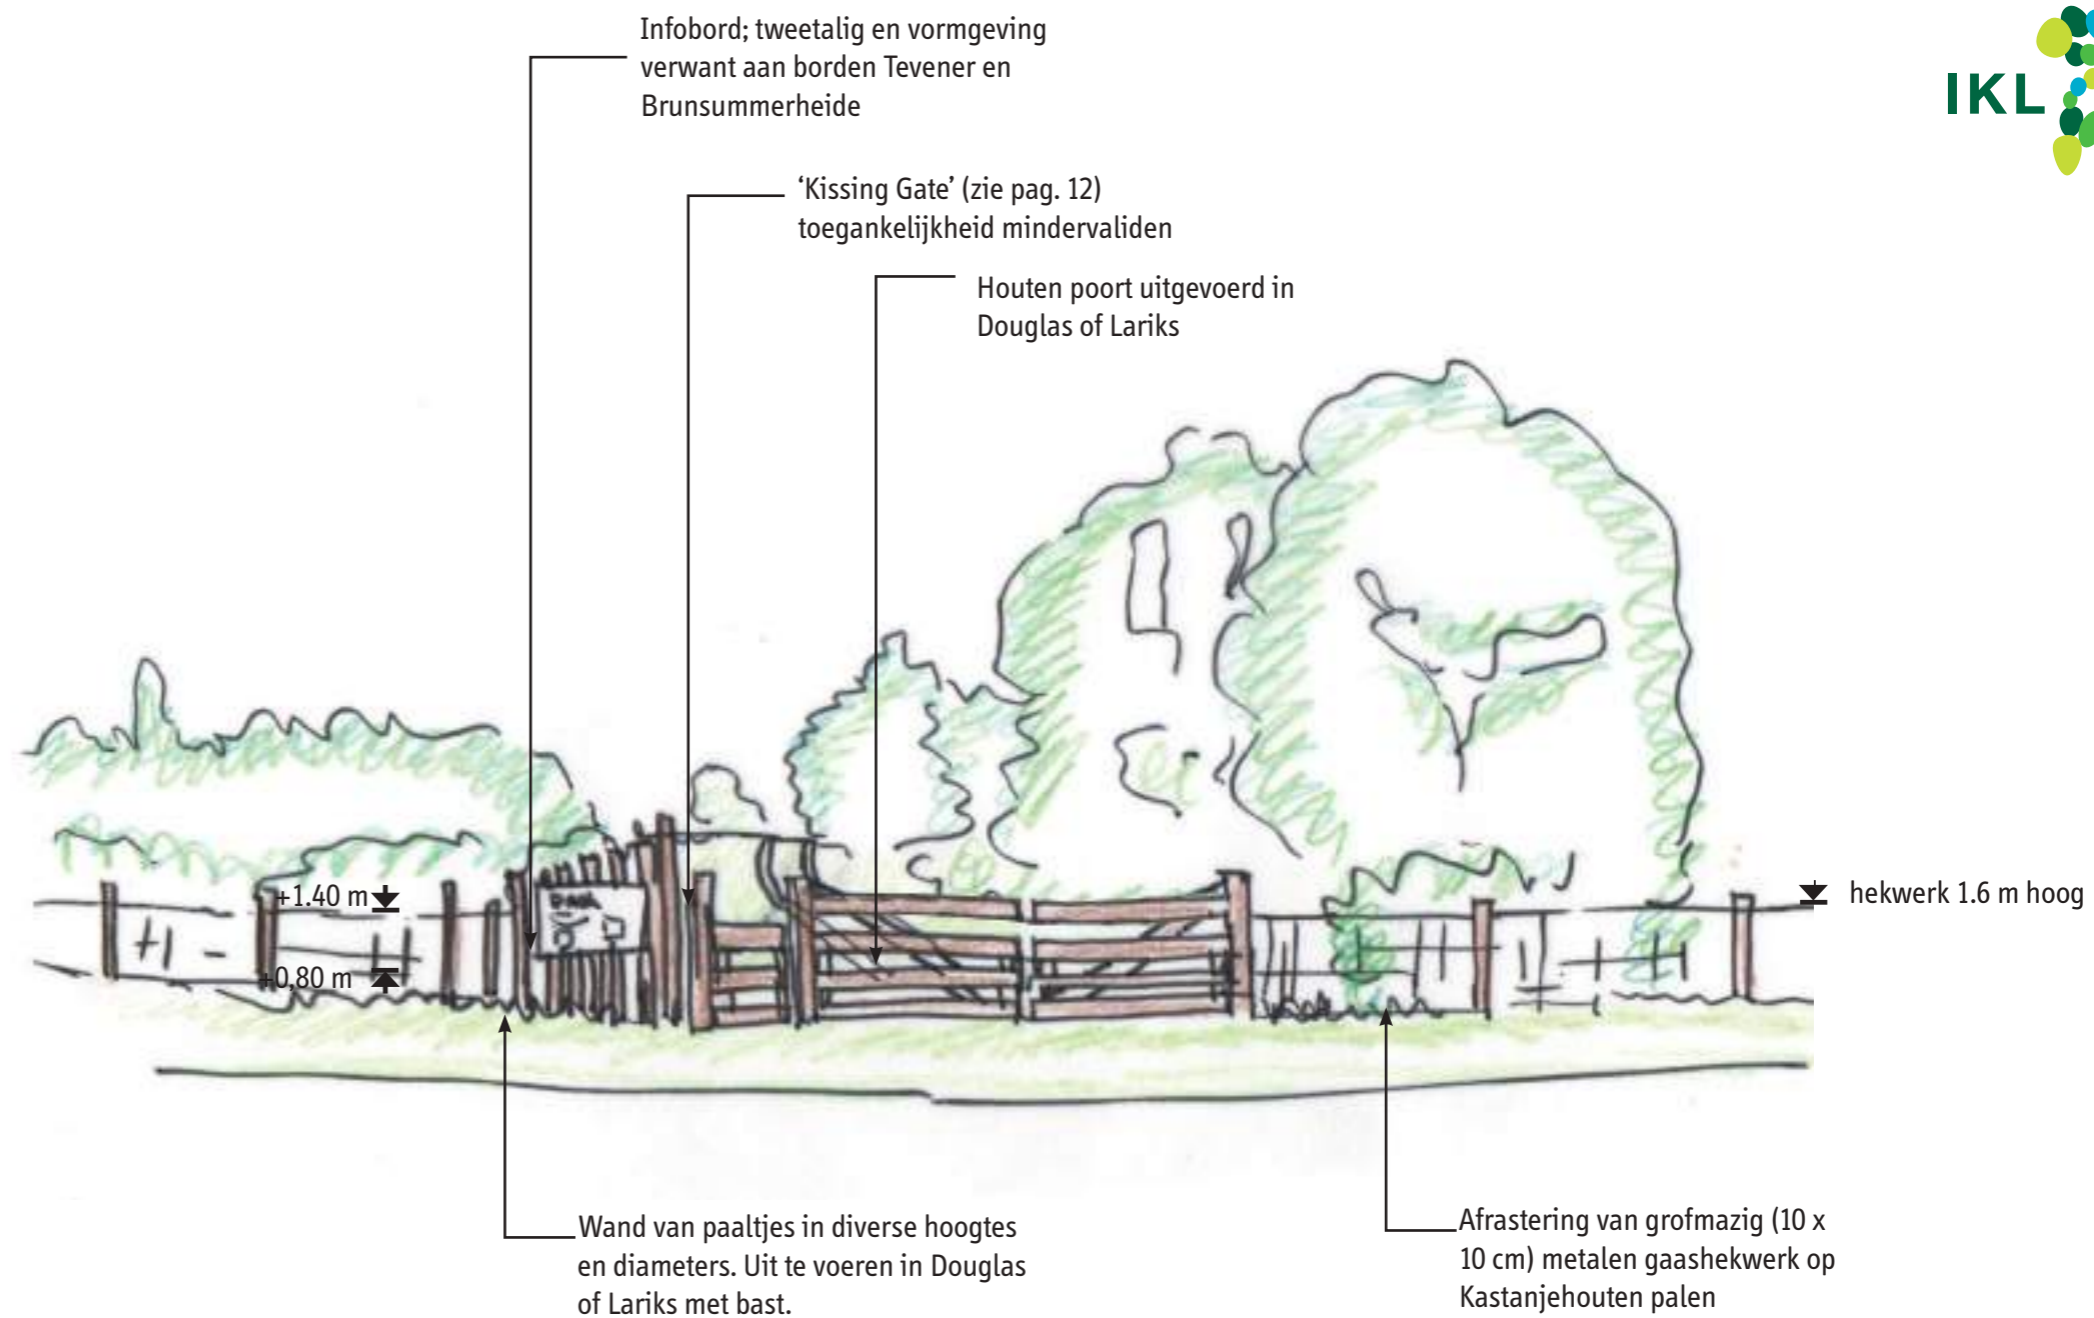 Infobord; tweetalig en vormgeving
verwant aan borden Tevener en
Brunsummerheide
IKL
‘Kissing Gate’ (zie pag. 12)
toegankelijkheid mindervaliden
Houten poort uitgevoerd in
Douglas of Lariks
+1.40 m
hekwerk 1.6 m hoog
+0,80 m
Wand van paaltjes in diverse hoogtes
en diameters. Uit te voeren in Douglas
of Lariks met bast.
Afrastering van grofmazig (10 x
10 cm) metalen gaashekwerk op
Kastanjehouten palen